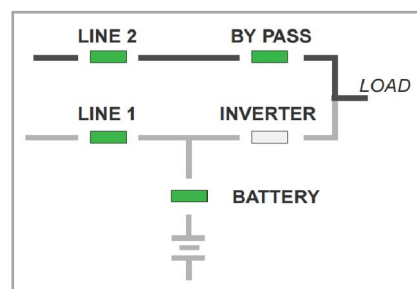 LINE 2
BY PASS
LOAD
LINE 1
INVERTER
BATTERY